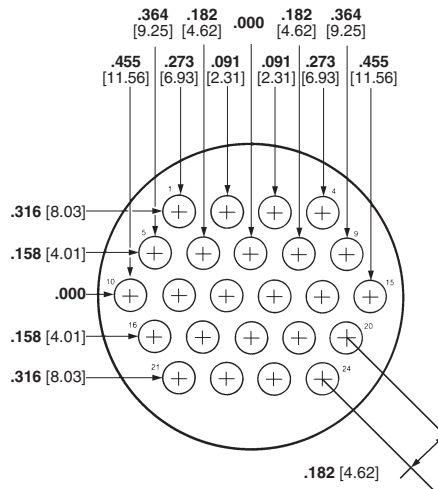 .364 .182 .000 .182 .364
[9.25] [4.62] [4.62] [9.25]
.455 .273 .091 .091 .273 .455
[11.56] [6.93] [2.31] [2.31] [6.93] [11.56]
1 4
.316 [8.03]
5 9
.158 [4.01]
10 15
.000
16 20
.158 [4.01]
21 24
.316 [8.03]
.182 [4.62]